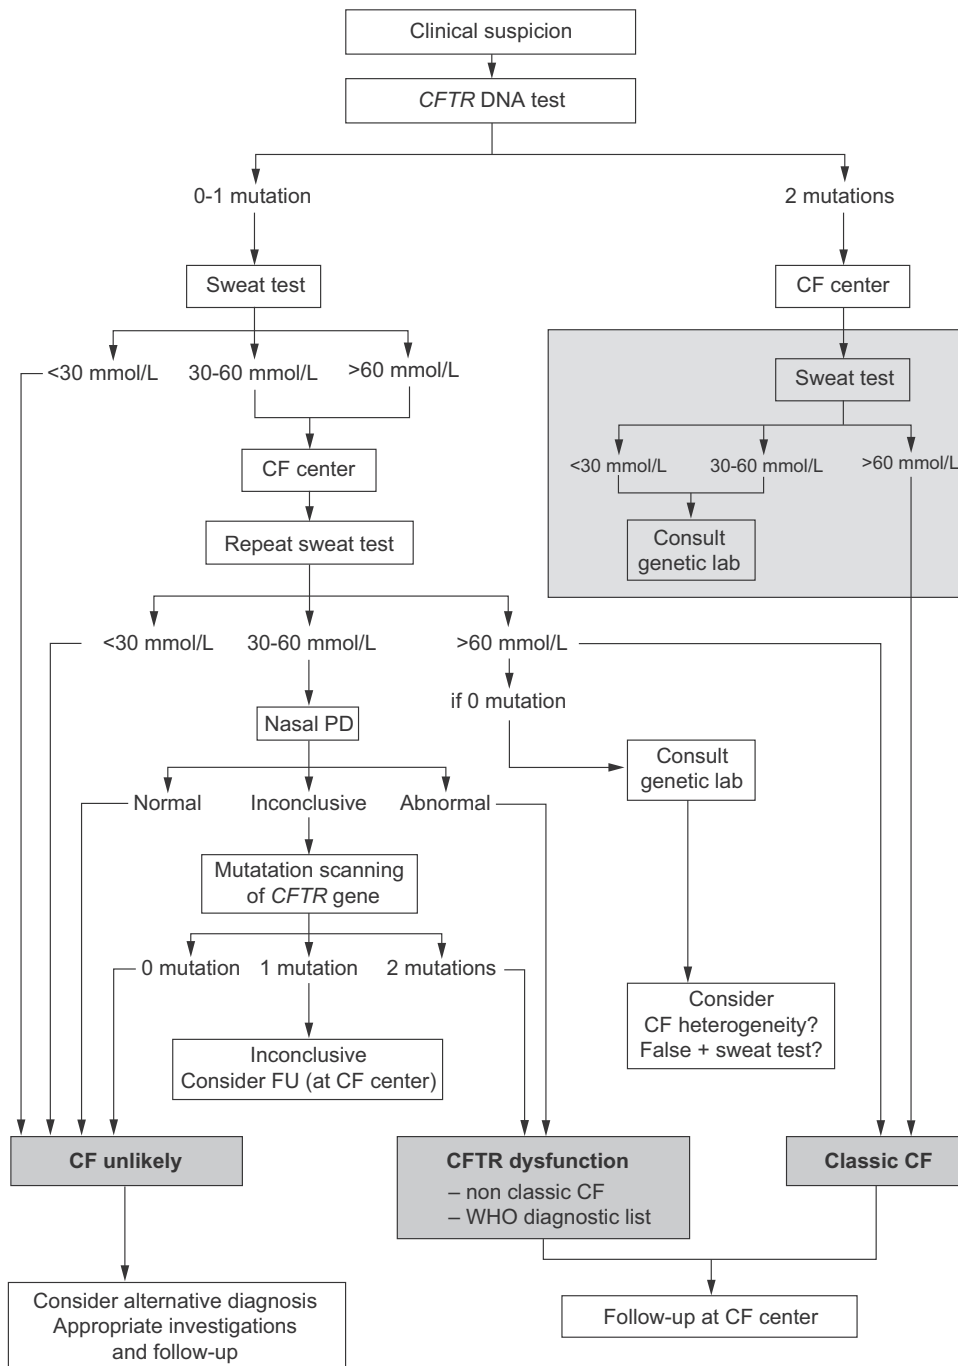 Clinical suspicion
CFTR DNA test
0-1 mutation
2 mutations
Sweat test
CF center
<30 mmol/L
30-60 mmol/L
>60 mmol/L
Sweat test
<30 mmol/L
30-60 mmol/L
>60 mmol/L
CF center
Consult
genetic lab
Repeat sweat test
<30 mmol/L
30-60 mmol/L
>60 mmol/L
if 0 mutation
Nasal PD
Consult
genetic lab
Normal
Inconclusive
Abnormal
Mutatation scanning
of CFTR gene
0 mutation
1 mutation
2 mutations
Consider
CF heterogeneity?
False + sweat test?
Inconclusive
Consider FU (at CF center)
CF unlikely
CFTR dysfunction
– non classic CF
– WHO diagnostic list
Classic CF
Consider alternative diagnosis
Appropriate investigations
and follow-up
Follow-up at CF center